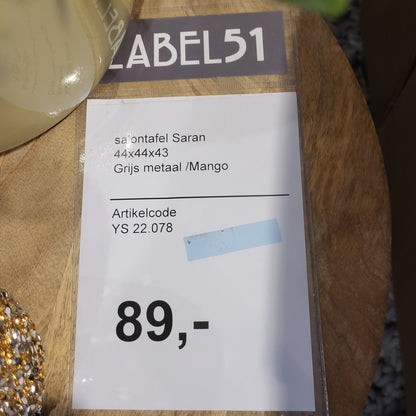 LABEL51
salontafel Saran
44x44x43
Grijs metaal /Mango
Artikelcode
YS 22.078
89,-